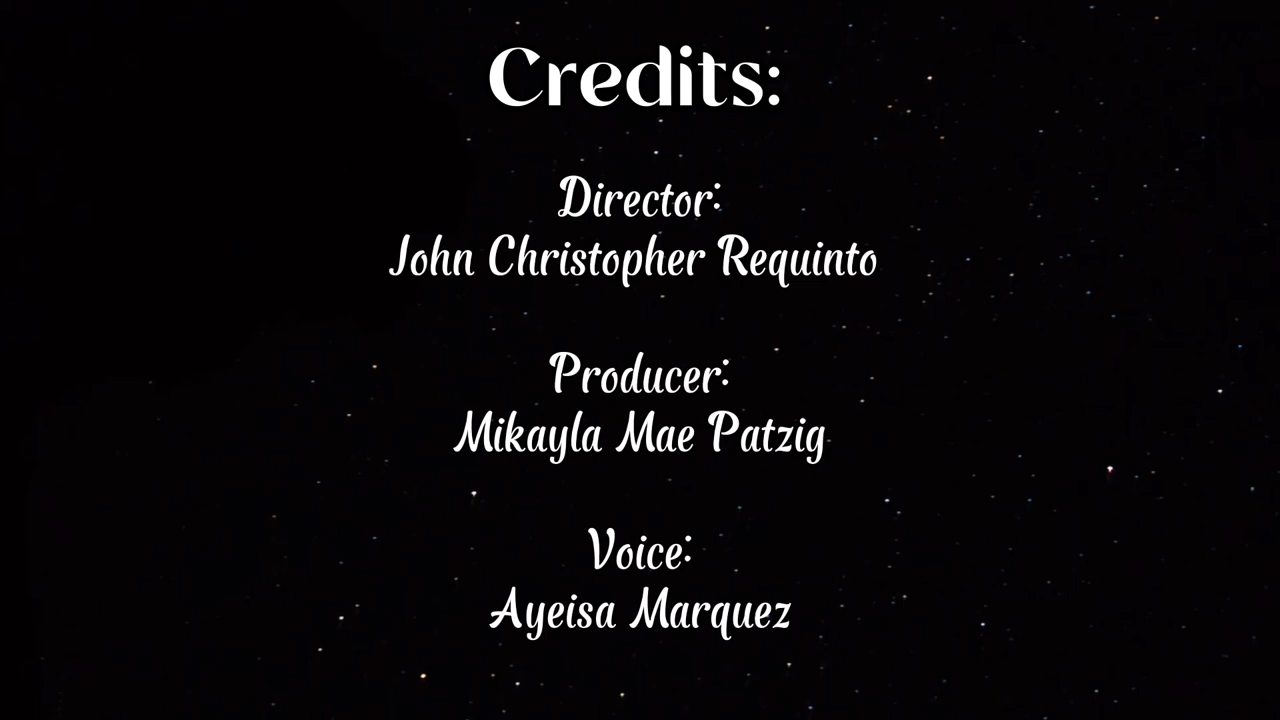 Credits:
Director:
John Christopher Requinto
Producer:
Mikayla Mae Patzig
Voice:
Ayeisa Marquez